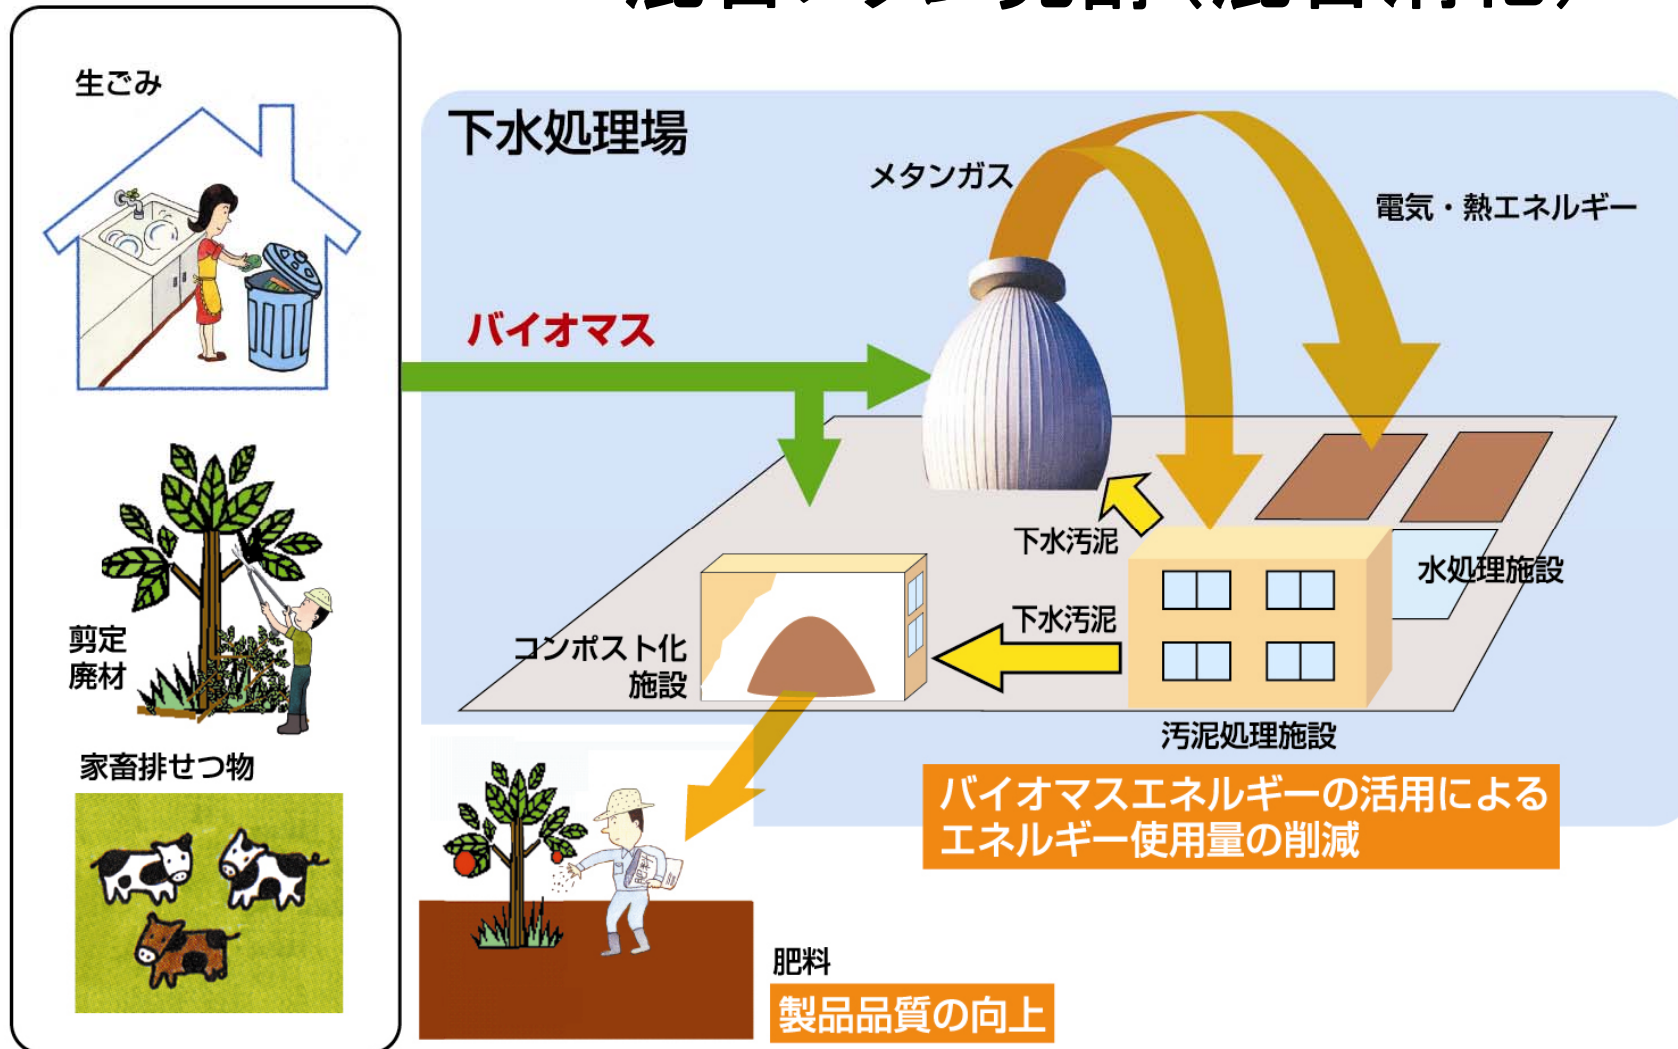 生ごみ
下水処理場
メタンガス
電気・熱エネルギー
バイオマス
下水汚泥
水処理施設
下水汚泥
コンポスト化
施設
剪定
廃材
汚泥処理施設
家畜排せつ物
バイオマスエネルギーの活用による
エネルギー使用量の削減
肥料
製品品質の向上